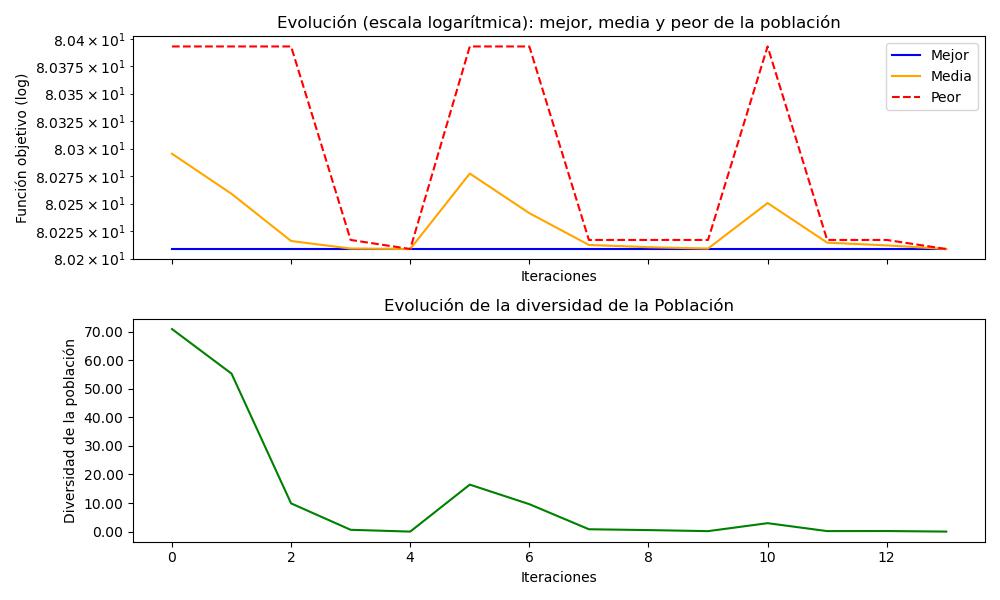 Evolución (escala logarítmica): mejor, media y peor de la población
Función objetivo (log)
8.04 × 10¹
8.0375 × 10¹
8.035 × 10¹
8.0325 × 10¹
8.03 × 10¹
8.0275 × 10¹
8.025 × 10¹
8.0225 × 10¹
8.02 × 10¹
Mejor
Media
Peor
Iteraciones
Evolución de la diversidad de la Población
Diversidad de la población
70.00
60.00
50.00
40.00
30.00
20.00
10.00
0.00
0 2 4 6 8 10 12
Iteraciones